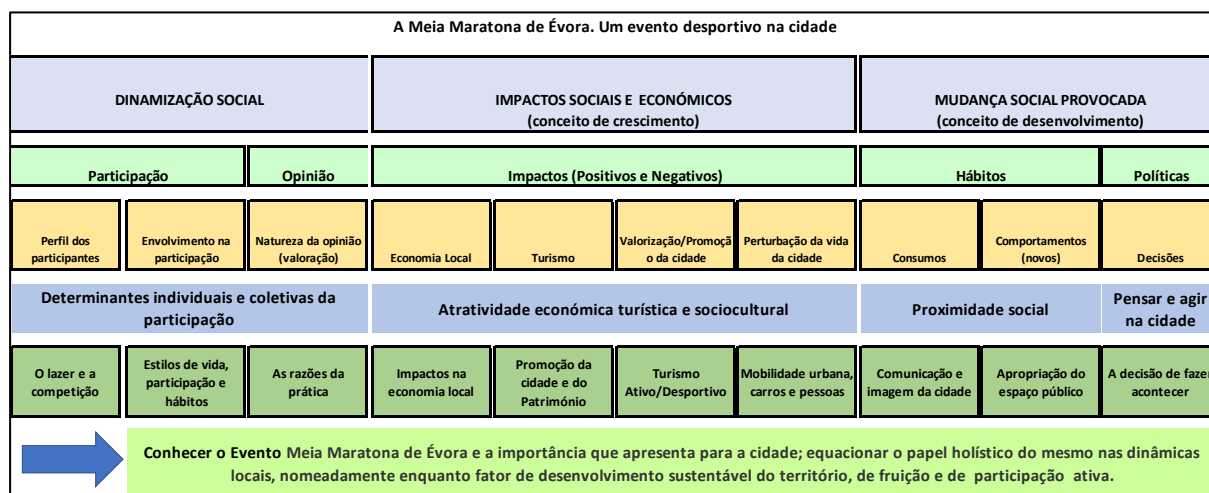 A Meia Maratona de Évora. Um evento desportivo na cidade
DINAMIZAÇÃO SOCIAL
IMPACTOS SOCIAIS E ECONÓMICOS
(conceito de crescimento)
MUDANÇA SOCIAL PROVOCADA
(conceito de desenvolvimento)
Participação
Opinião
Impactos (Positivos e Negativos)
Hábitos
Políticas
Perfil dos
participantes
Envolvimento na
participação
Natureza da opinião
(valoração)
Economia Local
Turismo
Valorização/Promoçã
o da cidade
Perturbação da vida
da cidade
Consumos
Comportamentos
(novos)
Decisões
Determinantes individuais e coletivas da
participação
Atratividade económica turística e sociocultural
Proximidade social
Pensar e agir
na cidade
O lazer e a
competição
Estilos de vida,
participação e
hábitos
As razões da
prática
Impactos na
economia local
Promoção da
cidade e do
Património
Turismo
Ativo/Desportivo
Mobilidade urbana,
carros e pessoas
Comunicação e
imagem da cidade
Apropriação do
espaço público
A decisão de fazer
acontecer
Conhecer o Evento Meia Maratona de Évora e a importância que apresenta para a cidade; equacionar o papel holístico do mesmo nas dinâmicas
locais, nomeadamente enquanto fator de desenvolvimento sustentável do território, de fruição e de participação ativa.